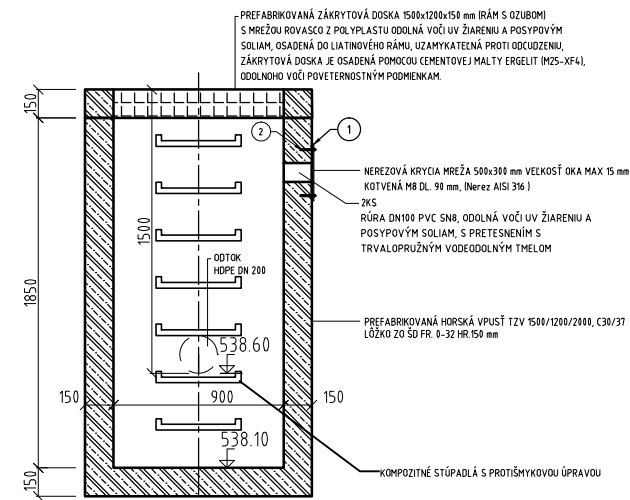 PREFABRIKOVANÁ ZÁKRYTOVÁ DOSKA 1500x1200x150 mm (RÁM S OZUBOM)
S MREŽOU ROVASCO Z POLYPLASTU ODOLNÁ VOČI UV ŽIARENIU A POSYPOVÝM
SOLIAM, OSADENÁ DO LIATINOVÉHO RÁMU, UZAMYKATEĽNÁ PROTI ODCUDZENIU,
ZÁKRYTOVÁ DOSKA JE OSADENÁ POMOCOU CEMENTOVEJ MALTY ERGELIT (M25-XF4),
ODOLNOHO VOČI POVETERNOSTNÝM PODMIENKAM.
150
2
1
NEREZOVÁ KRYCIA MREŽA 500x300 mm VEĽKOSŤ OKA MAX 15 mm
KOTVENÁ M8 DL. 90 mm, (Nerez AISI 316 )
2KS
RÚRA DN100 PVC SN8, ODOLNÁ VOČI UV ŽIARENIU A
POSYPOVÝM SOLIAM, S PRETESNENÍM S
TRVALOPRUŽNÝM VODEODOLNÝM TMELOM
1500
ODTOK
HDPE DN 200
1850
PREFABRIKOVANÁ HORSKÁ VPUSŤ TZV 1500/1200/2000, C30/37
LÔŽKO ZO ŠD FR. 0-32 HR.150 mm
538.60
150
900
150
538.10
KOMPOZITNÉ STÚPADLÁ S PROTIŠMYKOVOU ÚPRAVOU
150